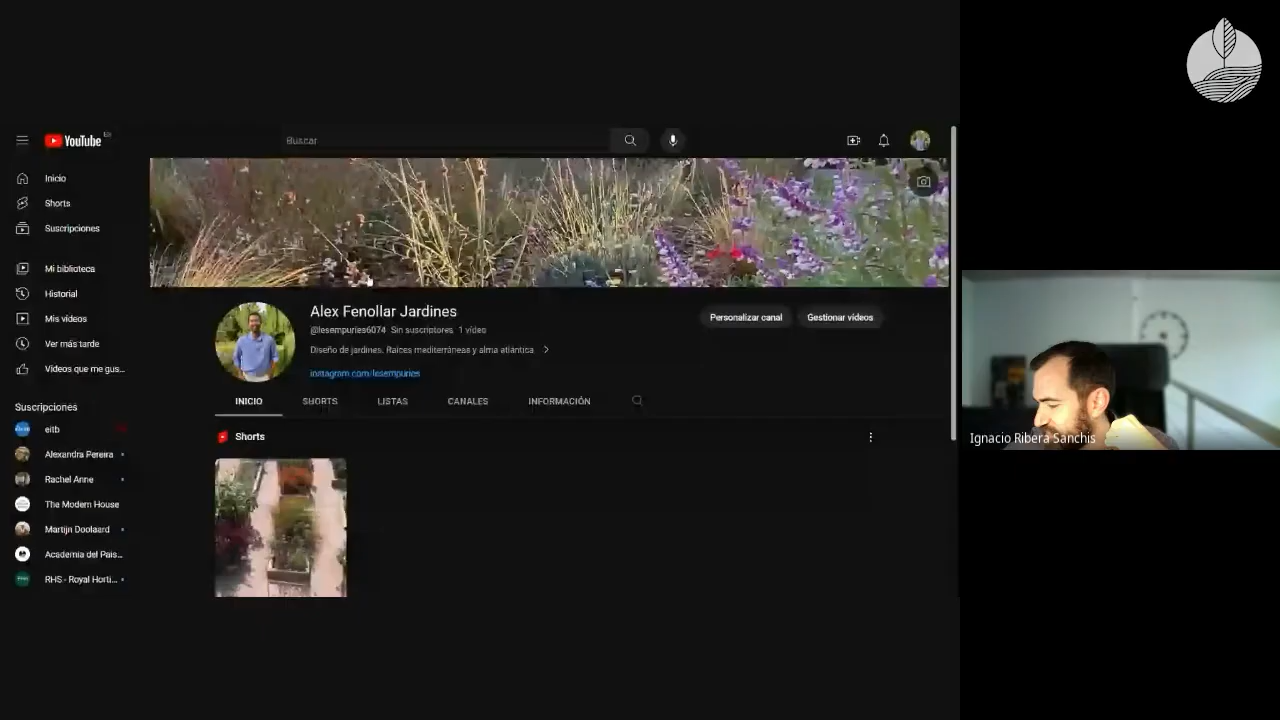 YouTube ES
Buscar
Inicio
Shorts
Suscripciones
Mi biblioteca
Historial
Mis vídeos
Ver más tarde
Vídeos que me gus...
Suscripciones
eitb
Alexandra Pereira
Rachel Anne
The Modern House
Martijn Doolaard
Academia del Pais...
RHS - Royal Horti...
Alex Fenollar Jardines
@lesempuries6074 Sin suscriptores 1 vídeo
Diseño de jardines. Raíces mediterráneas y alma atlántica
instagram.com/lesempuries
Personalizar canal
Gestionar vídeos
INICIO SHORTS LISTAS CANALES INFORMACIÓN
Shorts
Ignacio Ribera Sanchis